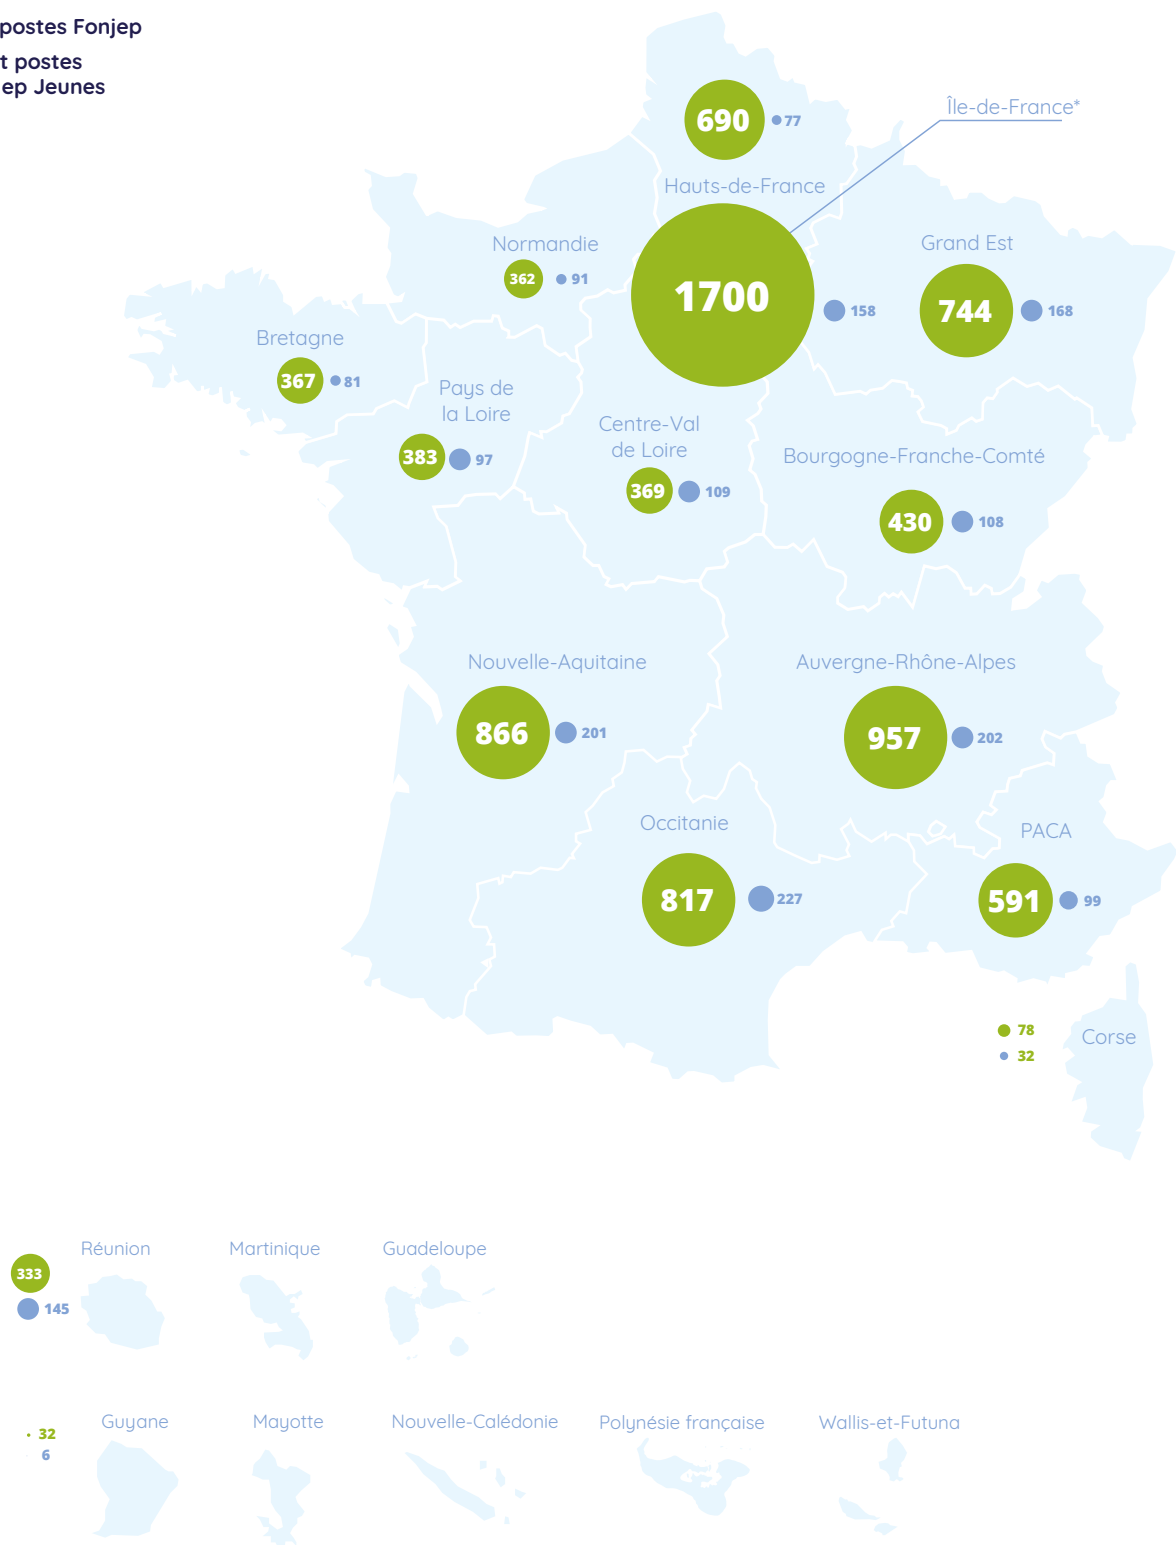 postes Fonjep
t postes
ep Jeunes
Île-de-France*
690
77
Hauts-de-France
Normandie
362
91
1700
158
Grand Est
744
168
Bretagne
367
81
Pays de
la Loire
383
97
Centre-Val
de Loire
369
109
Bourgogne-Franche-Comté
430
108
Nouvelle-Aquitaine
866
201
Auvergne-Rhône-Alpes
957
202
Occitanie
817
227
PACA
591
99
78
32
Corse
333
145
Réunion
Martinique
Guadeloupe
32
6
Guyane
Mayotte
Nouvelle-Calédonie
Polynésie française
Wallis-et-Futuna